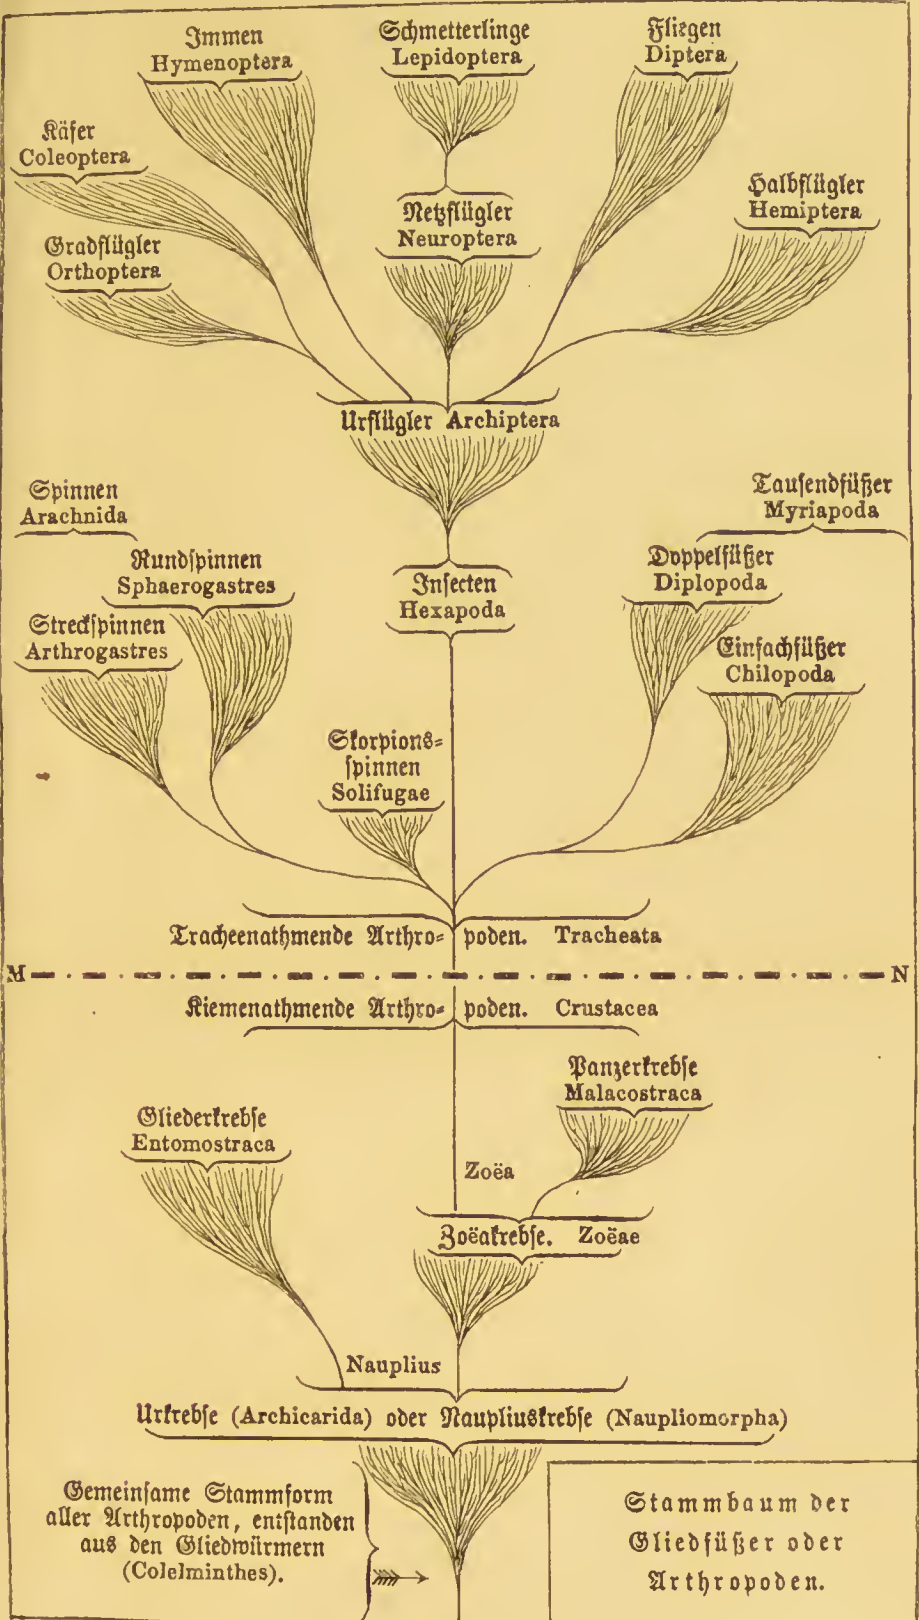 Immen
Hymenoptera
Schmetterlinge
Lepidoptera
Fliegen
Diptera
Käfer
Coleoptera
Netzflügler
Neuroptera
Halbflügler
Hemiptera
Gradflügler
Orthoptera
Urflügler Archiptera
Spinnen
Arachnida
Tausendfüßer
Myriapoda
Rundspinnen
Sphaerogastres
Insecten
Hexapoda
Doppelfüßer
Diplopoda
Streckspinnen
Arthrogastres
Einfachfüßer
Chilopoda
Skorpions-
spinnen
Solifugae
Tracheenathmende Arthro-poden. Tracheata
M N
Kiemenathmende Arthro-poden. Crustacea
Panzerkrebse
Malacostraca
Gliederkrebse
Entomostraca
Zoëa
Zoëakrebse. Zoëae
Nauplius
Urkrebse (Archicarida) oder Naupliuskrebse (Naupliomorpha)
Gemeinsame Stammform
aller Arthropoden, entstanden
aus den Gliedwürmern
(Colelminthes).
Stammbaum der
Gliedfüßer oder
Arthropoden.